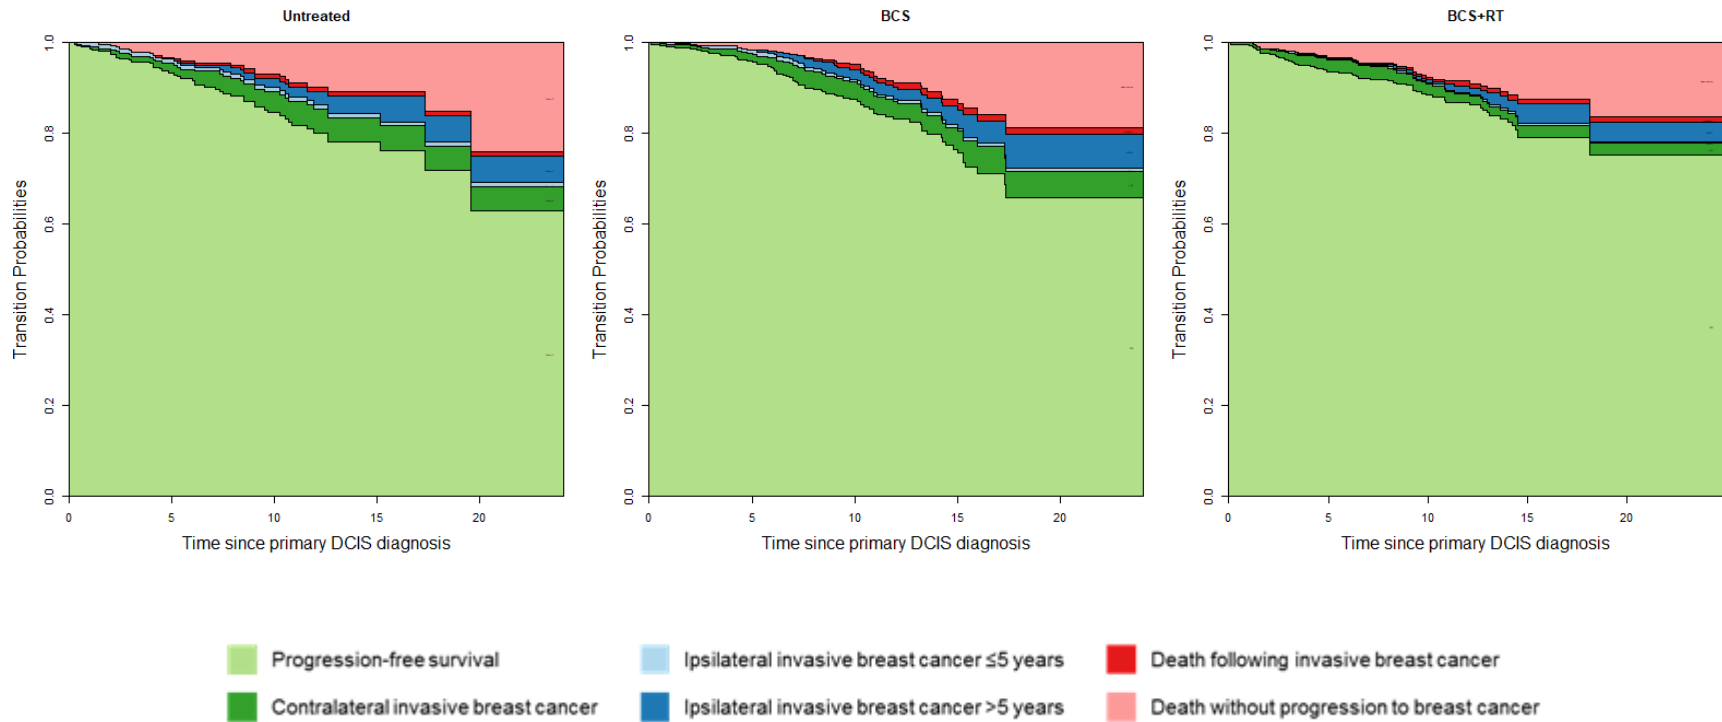 Untreated
BCS
BCS+RT
Transition Probabilities
0.0 0.2 0.4 0.6 0.8 1.0
0 5 10 15 20
Time since primary DCIS diagnosis
Transition Probabilities
0.0 0.2 0.4 0.6 0.8 1.0
0 5 10 15 20
Time since primary DCIS diagnosis
Transition Probabilities
0.0 0.2 0.4 0.6 0.8 1.0
0 5 10 15 20
Time since primary DCIS diagnosis
Progression-free survival
Ipsilateral invasive breast cancer ≤5 years
Death following invasive breast cancer
Contralateral invasive breast cancer
Ipsilateral invasive breast cancer >5 years
Death without progression to breast cancer